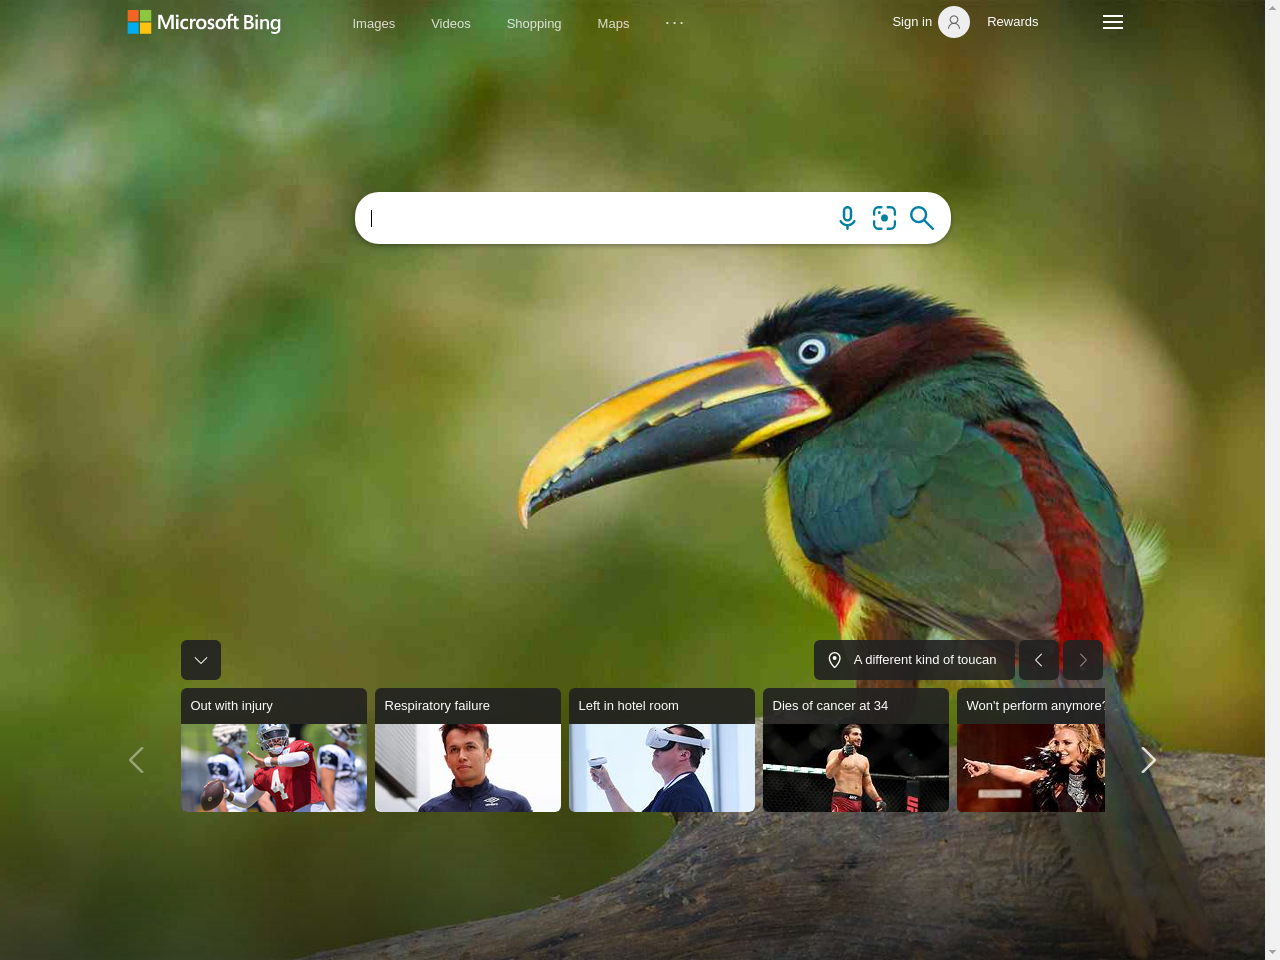 Microsoft Bing
Images
Videos
Shopping
Maps
...
Sign in
Rewards
A different kind of toucan
Out with injury
Respiratory failure
Left in hotel room
Dies of cancer at 34
Won't perform anymore?
4